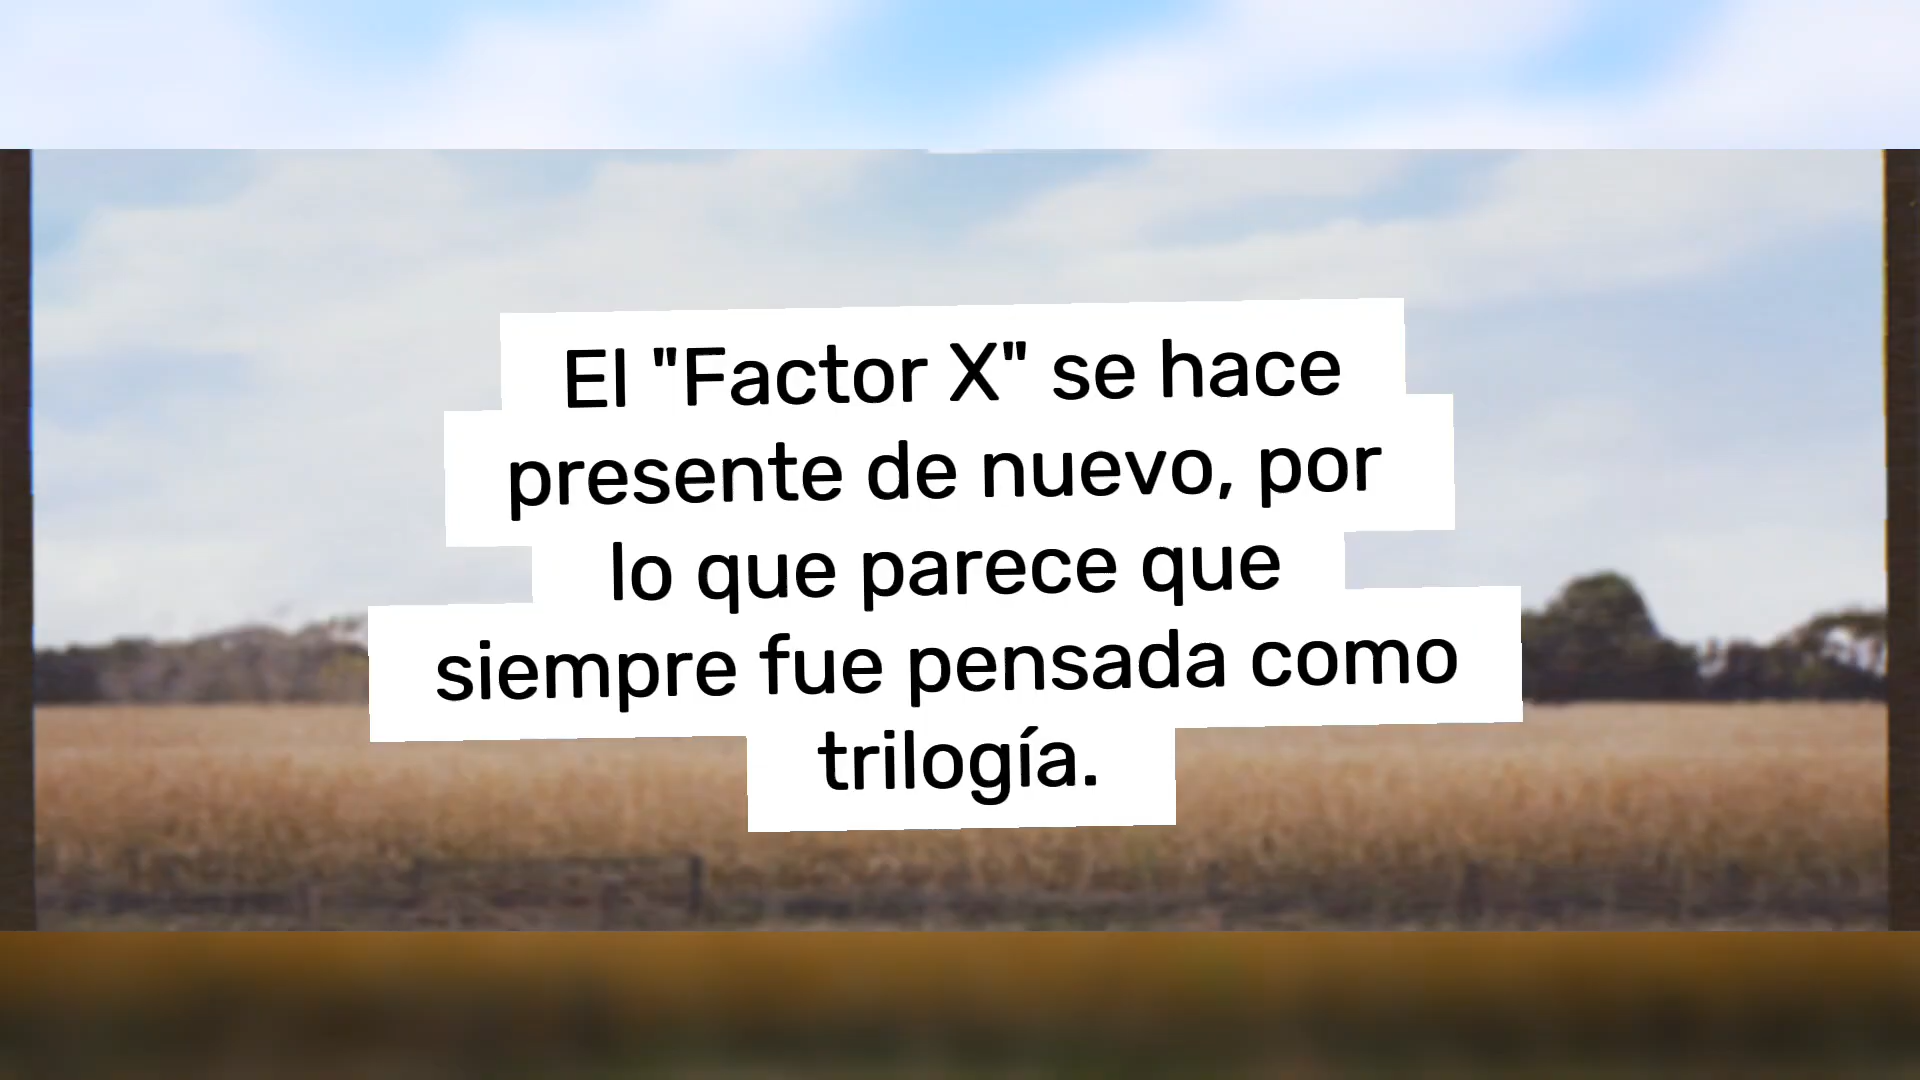 El "Factor X" se hace
presente de nuevo, por
lo que parece que
siempre fue pensada como
trilogía.